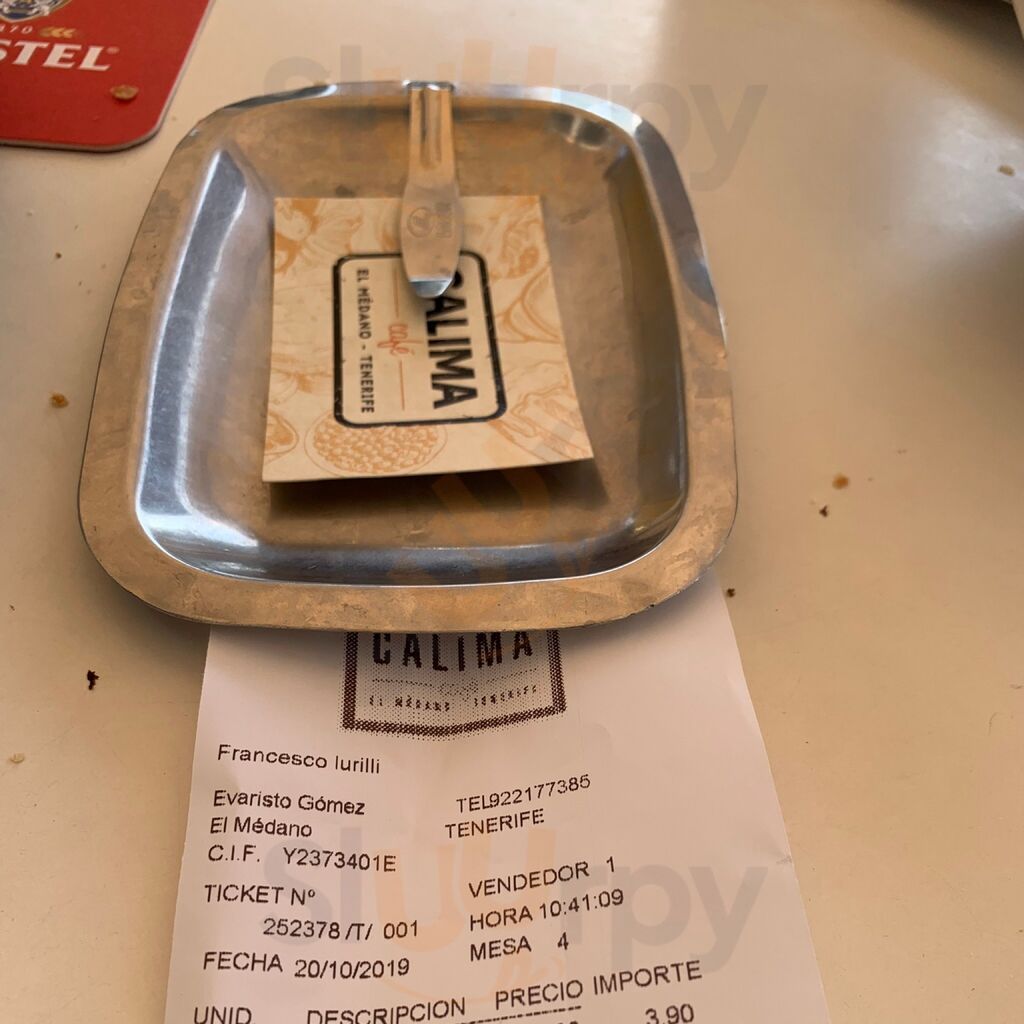 Sluurpy
CALIMA
café
EL MÉDANO - TENERIFE
CALIMA
EL MÉDANO TENERIFE
Francesco Iurilli
Evaristo Gómez TEL922177385
El Médano TENERIFE
C.I.F. Y2373401E
TICKET Nº VENDEDOR 1
252378 /T/ 001 HORA 10:41:09
FECHA 20/10/2019 MESA 4
UNID. DESCRIPCION PRECIO IMPORTE
3.90
Sluurpy